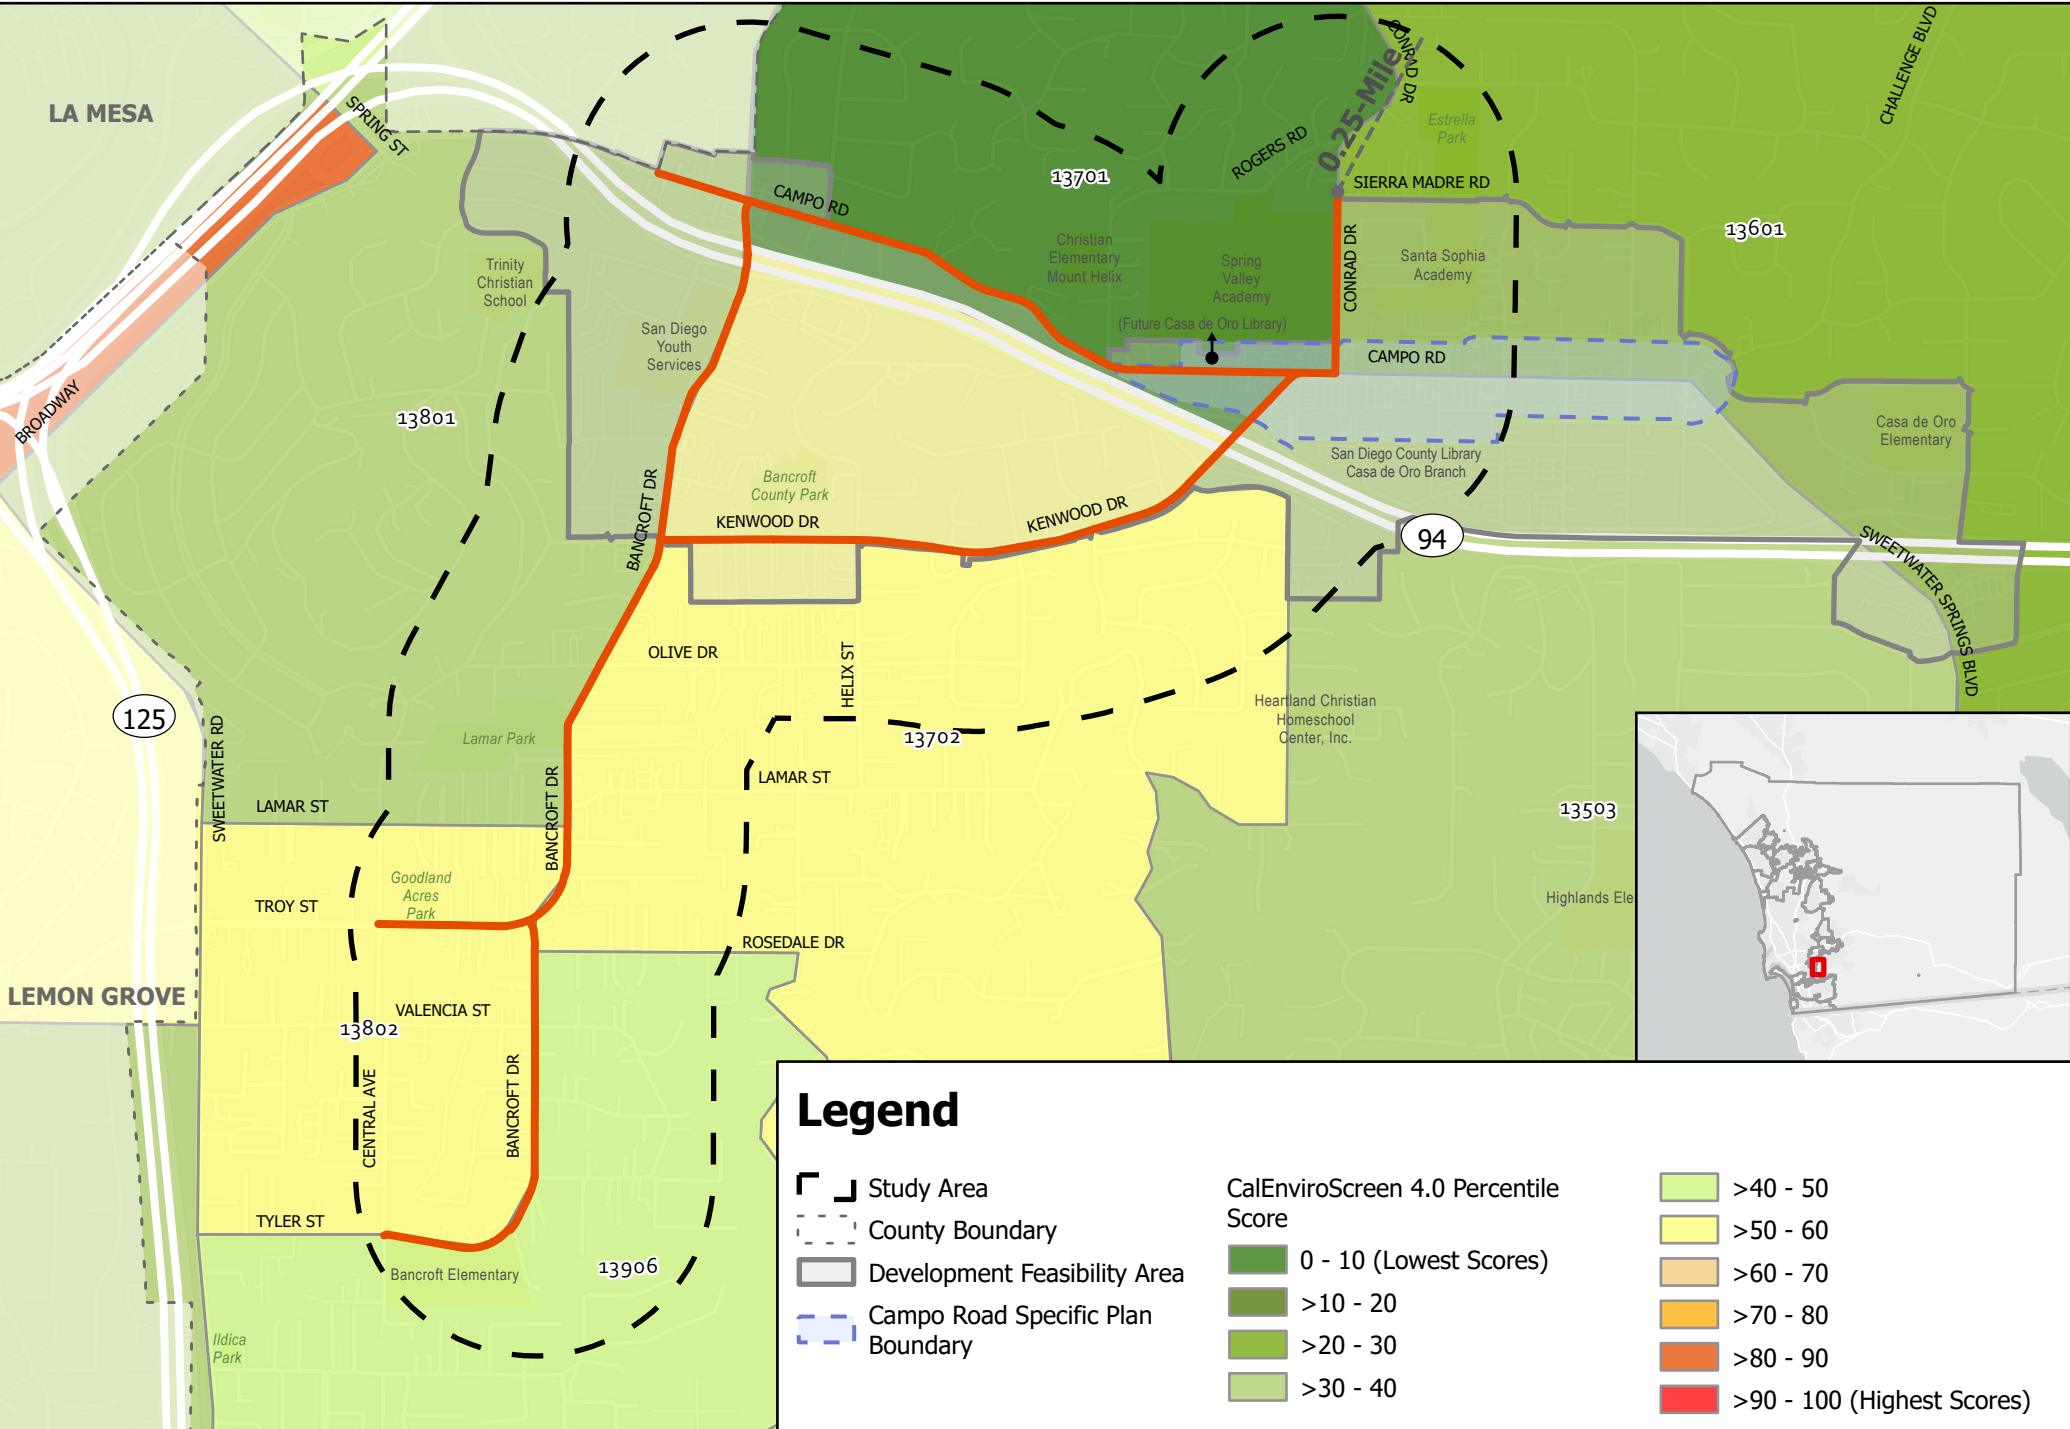 LA MESA
SPRING ST
CAMPO RD
13701
ROGERS RD
0.25-Mile
CONRAD DR
CHALLENGE BLVD
Estrella
Park
SIERRA MADRE RD
13601
Trinity
Christian
School
Christian
Elementary
Mount Helix
Spring
Valley
Academy
(Future Casa de Oro Library)
CONRAD DR
Santa Sophia
Academy
San Diego
Youth
Services
CAMPO RD
BROADWAY
13801
Casa de Oro
Elementary
San Diego County Library
Casa de Oro Branch
Bancroft
County Park
BANCROFT DR
KENWOOD DR
KENWOOD DR
94
SWEETWATER SPRINGS BLVD
OLIVE DR
HELIX ST
Heartland Christian
Homeschool
Center, Inc.
125
SWEETWATER RD
Lamar Park
13702
LAMAR ST
LAMAR ST
BANCROFT DR
13503
Goodland
Acres
Park
TROY ST
Highlands Ele
ROSEDALE DR
LEMON GROVE
VALENCIA ST
13802
CENTRAL AVE
BANCROFT DR
TYLER ST
Bancroft Elementary
13906
Ildica
Park
Legend
Study Area
County Boundary
Development Feasibility Area
Campo Road Specific Plan
Boundary
CalEnviroScreen 4.0 Percentile
Score
0 - 10 (Lowest Scores)
>10 - 20
>20 - 30
>30 - 40
>40 - 50
>50 - 60
>60 - 70
>70 - 80
>80 - 90
>90 - 100 (Highest Scores)